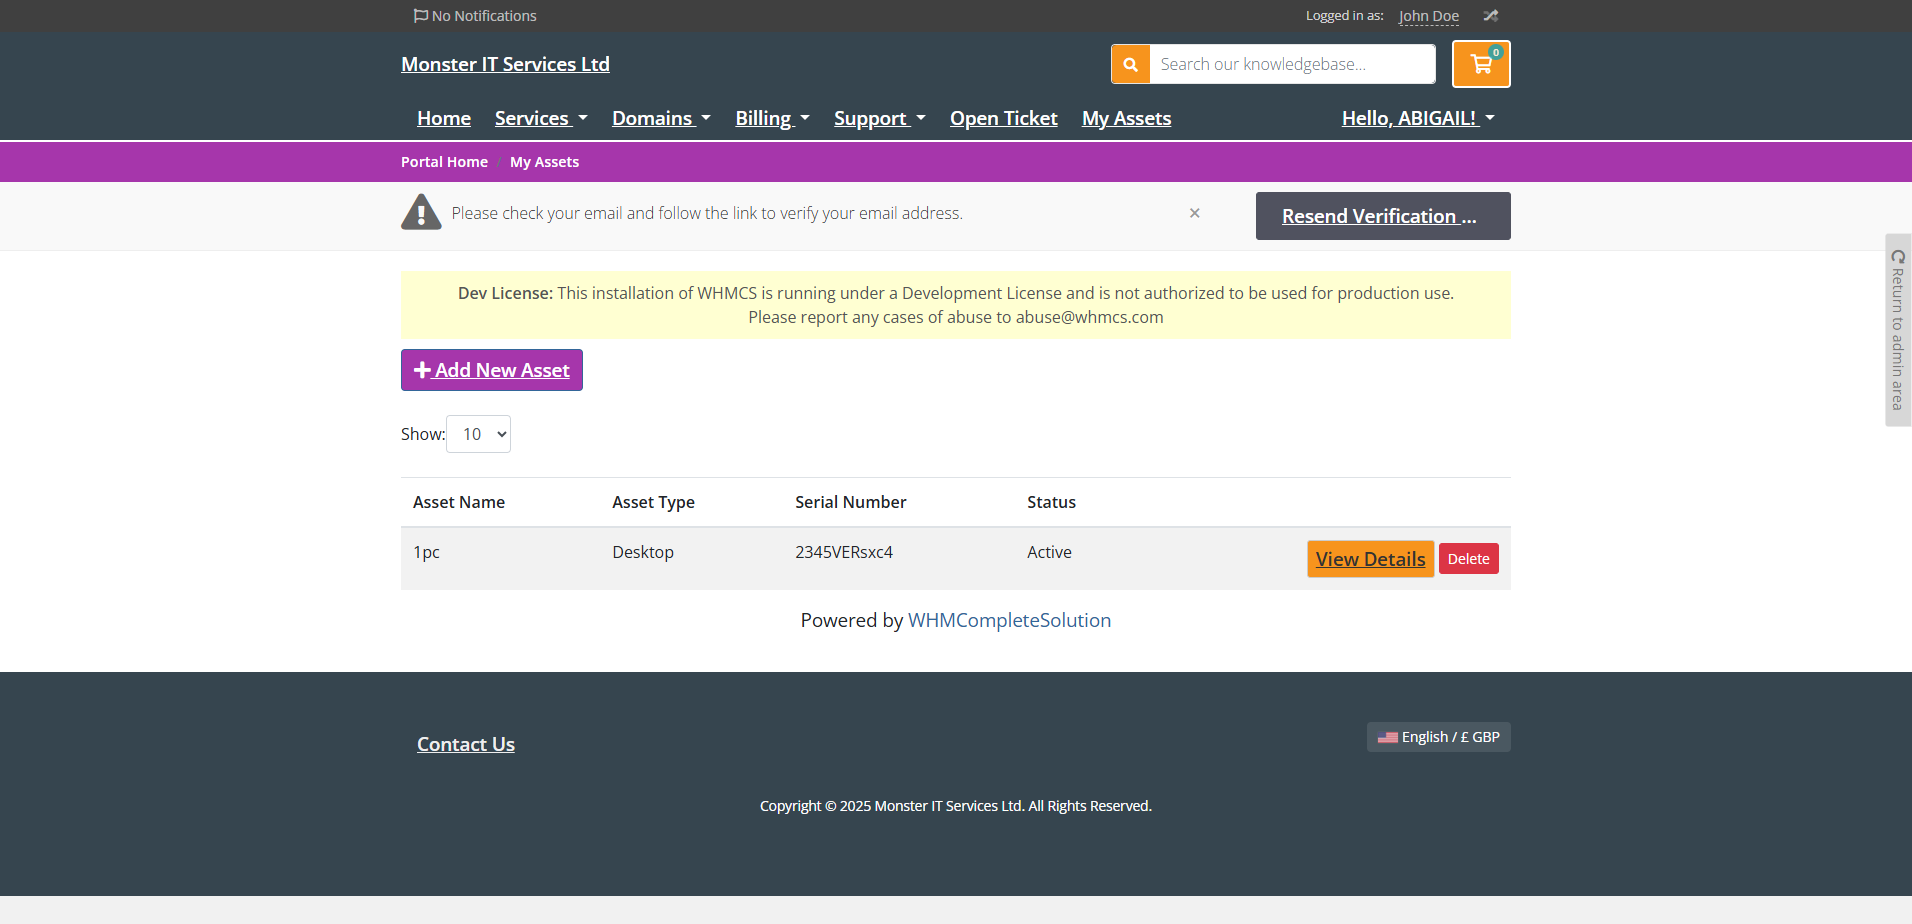 No Notifications
Logged in as: John Doe
Monster IT Services Ltd
Search our knowledgebase...
0
Home Services Domains Billing Support Open Ticket My Assets Hello, ABIGAIL!
Portal Home / My Assets
Please check your email and follow the link to verify your email address. ×
Resend Verification ...
Return to admin area
Dev License: This installation of WHMCS is running under a Development License and is not authorized to be used for production use.
Please report any cases of abuse to abuse@whmcs.com
Add New Asset
Show: 10
Asset Name Asset Type Serial Number Status
1pc Desktop 2345VERsxc4 Active View Details Delete
Powered by WHMCompleteSolution
Contact Us
English / £ GBP
Copyright © 2025 Monster IT Services Ltd. All Rights Reserved.